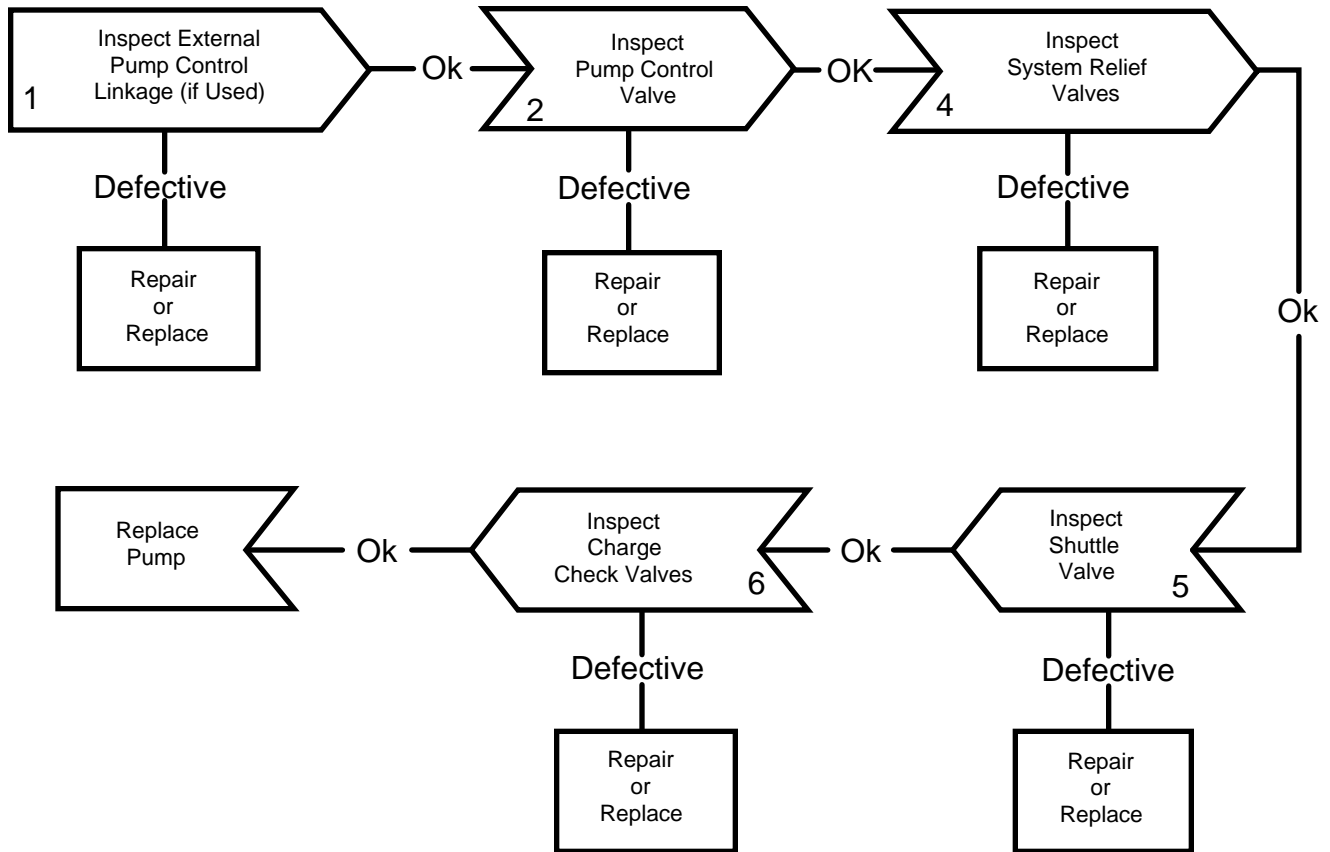 Inspect External
Pump Control
Linkage (if Used)
1
Ok
Inspect
Pump Control
Valve
2
OK
Inspect
System Relief
Valves
4
Defective
Defective
Defective
Repair
or
Replace
Repair
or
Replace
Repair
or
Replace
Ok
Inspect
Shuttle
Valve
5
Ok
Inspect
Charge
Check Valves
6
Ok
Replace
Pump
Defective
Defective
Repair
or
Replace
Repair
or
Replace